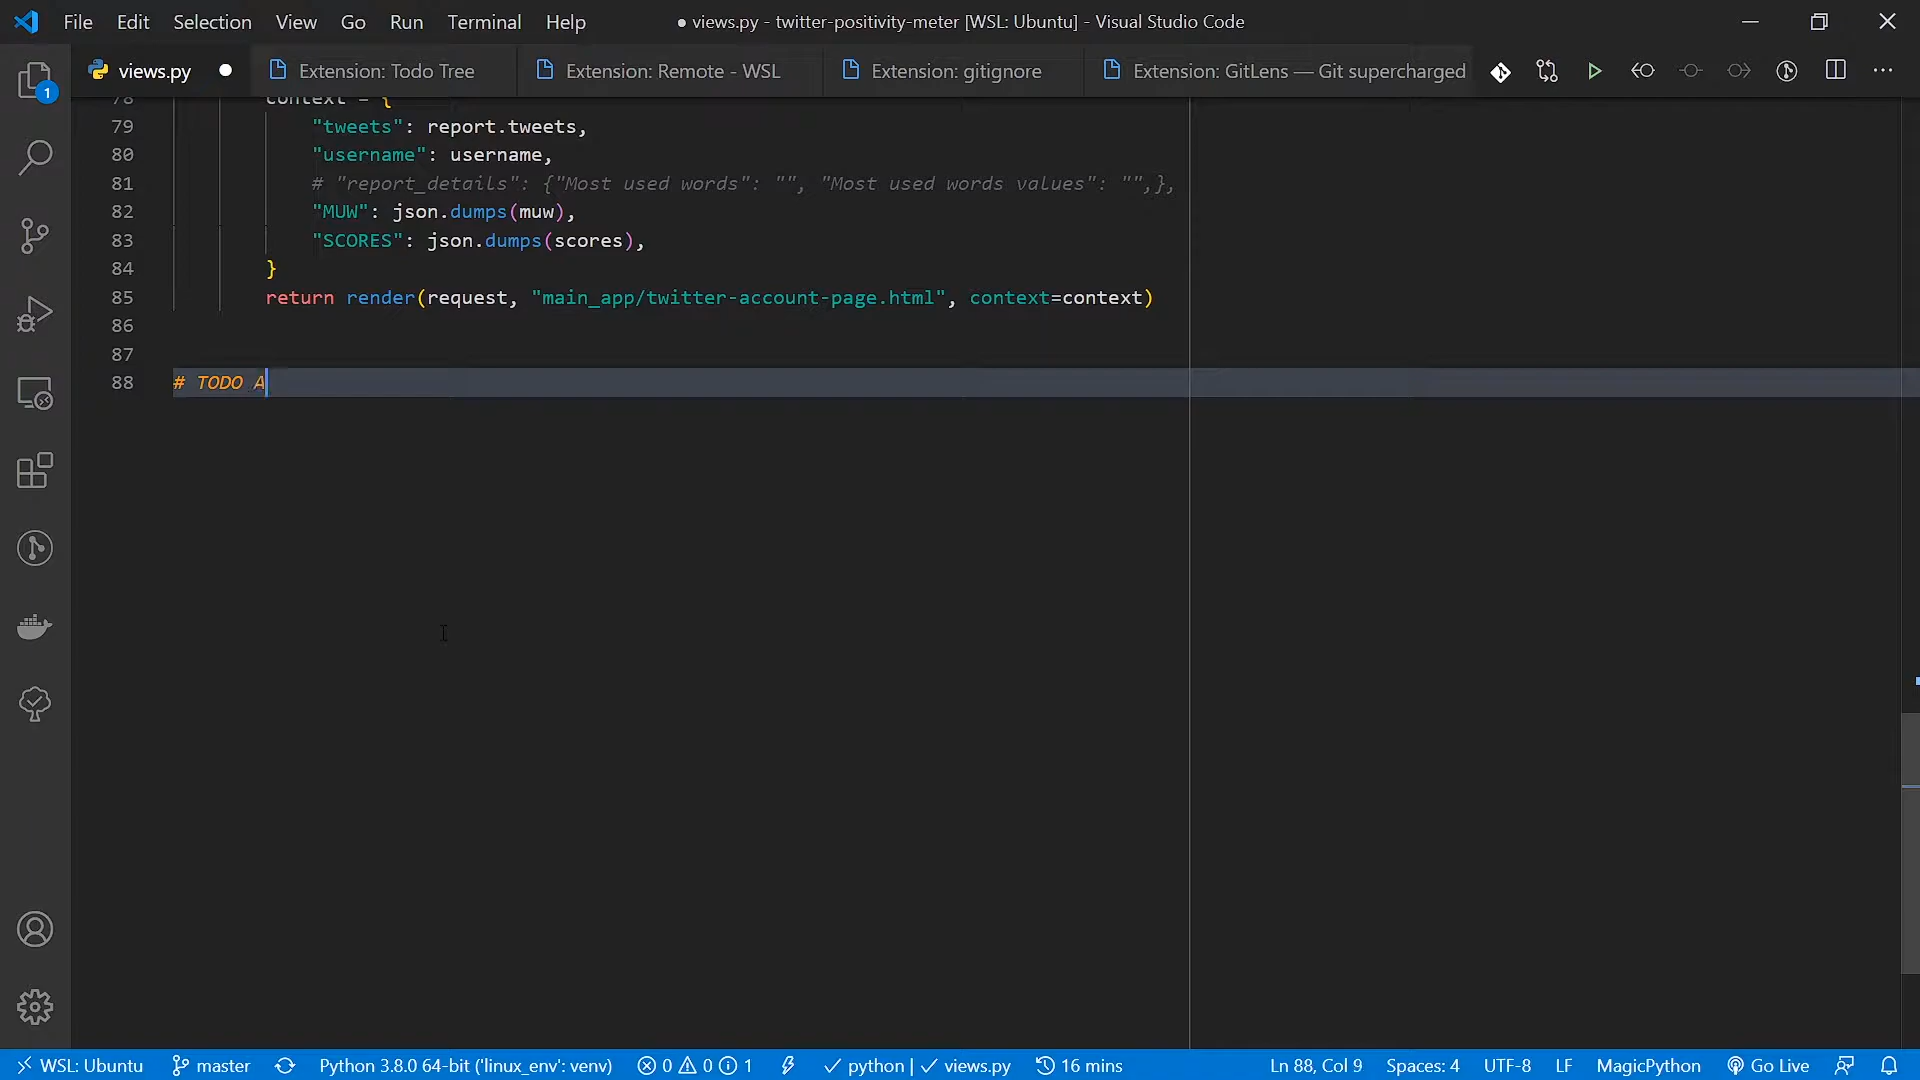 File Edit Selection View Go Run Terminal Help ● views.py - twitter-positivity-meter [WSL: Ubuntu] - Visual Studio Code
views.py Extension: Todo Tree Extension: Remote - WSL Extension: gitignore Extension: GitLens — Git supercharged
1
78 context = {
79 "tweets": report.tweets,
80 "username": username,
81 # "report_details": {"Most used words": "", "Most used words values": "",},
82 "MUW": json.dumps(muw),
83 "SCORES": json.dumps(scores),
84 }
85 return render(request, "main_app/twitter-account-page.html", context=context)
86
87
88 # TODO A
WSL: Ubuntu master Python 3.8.0 64-bit ('linux_env': venv) 0 0 1 python | views.py 16 mins Ln 88, Col 9 Spaces: 4 UTF-8 LF MagicPython Go Live